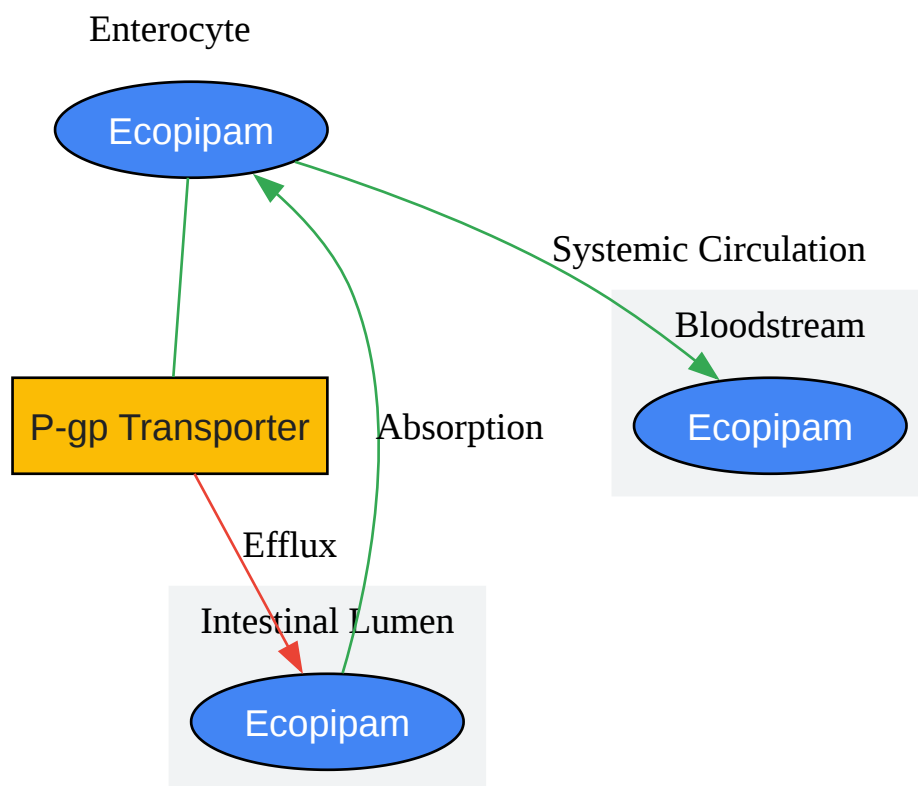 Enterocyte
Ecopipam
Systemic Circulation
Bloodstream
P-gp Transporter
Absorption
Ecopipam
Efflux
Intestinal Lumen
Ecopipam